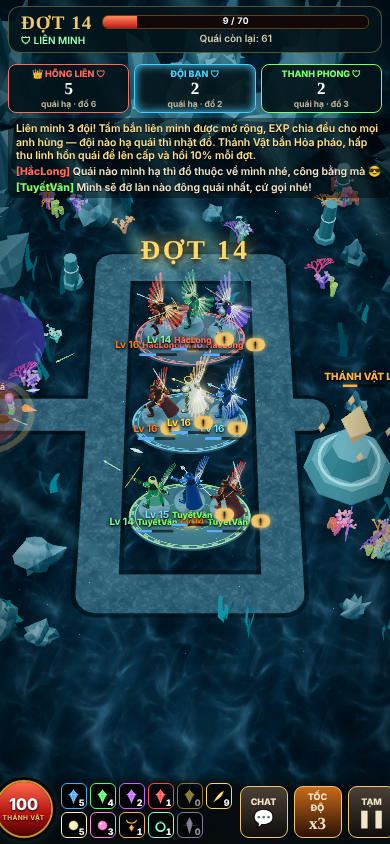 ĐỢT 14
9 / 70
🛡 LIÊN MINH
Quái còn lại: 61
👑 HỒNG LIÊN 🛡
5
quái hạ · đồ 6
ĐỘI BẠN 🛡
2
quái hạ · đồ 2
THANH PHONG 🛡
2
quái hạ · đồ 3
Liên minh 3 đội! Tầm bắn liên minh được mở rộng, EXP chia đều cho mọi
anh hùng — đội nào hạ quái thì nhặt đồ. Thánh Vật bắn Hỏa pháo, hấp
thu linh hồn quái để lên cấp và hồi 10% mỗi đợt.
[HắcLong] Quái nào mình hạ thì đồ thuộc về mình nhé, công bằng mà 😎
[TuyếtVân] Mình sẽ đỡ làn nào đông quái nhất, cứ gọi nhé!
ĐỢT 14
Lv 16
Lv 14 HắcLong
THÁNH VẬT L
Lv 16
Lv 16
16
Lv 15 TuyếtVân
Lv 14 TuyếtVân
TuyếtVân
100
THÁNH VẬT
5
4
2
1
0
9
5
3
1
1
0
CHAT
💬
TỐC
ĐỘ
x3
TẠM